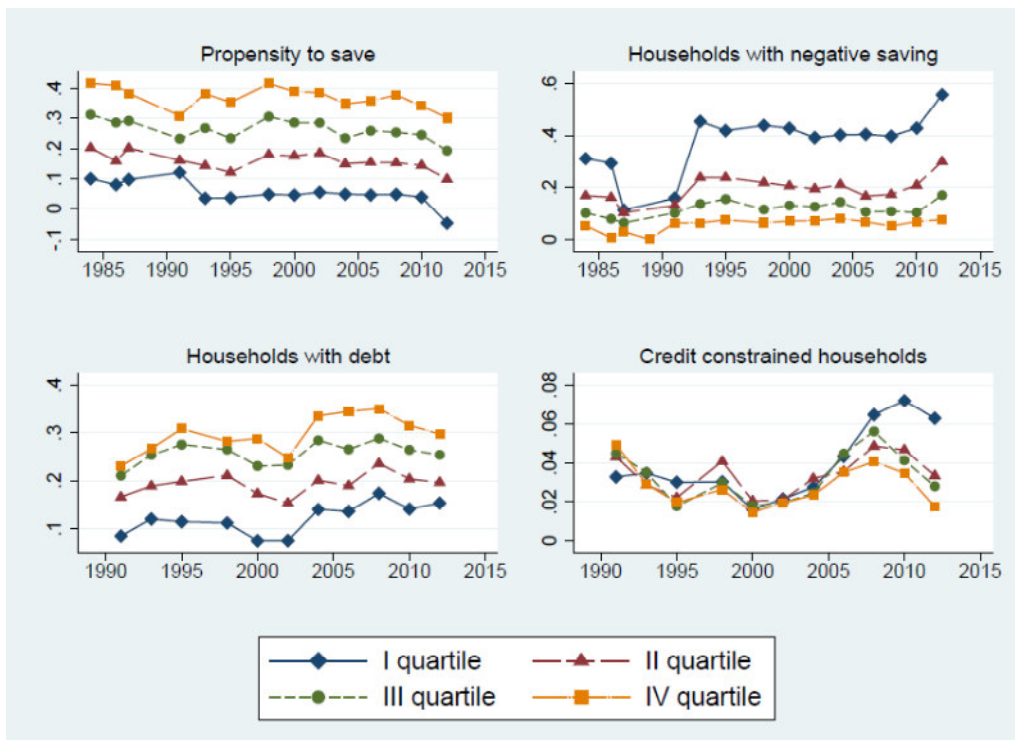 Propensity to save
.4
.3
.2
.1
0
-.1
1985 1990 1995 2000 2005 2010 2015
Households with negative saving
.6
.4
.2
0
1985 1990 1995 2000 2005 2010 2015
Households with debt
.4
.3
.2
.1
1990 1995 2000 2005 2010 2015
Credit constrained households
.08
.06
.04
.02
0
1990 1995 2000 2005 2010 2015
I quartile II quartile
III quartile IV quartile